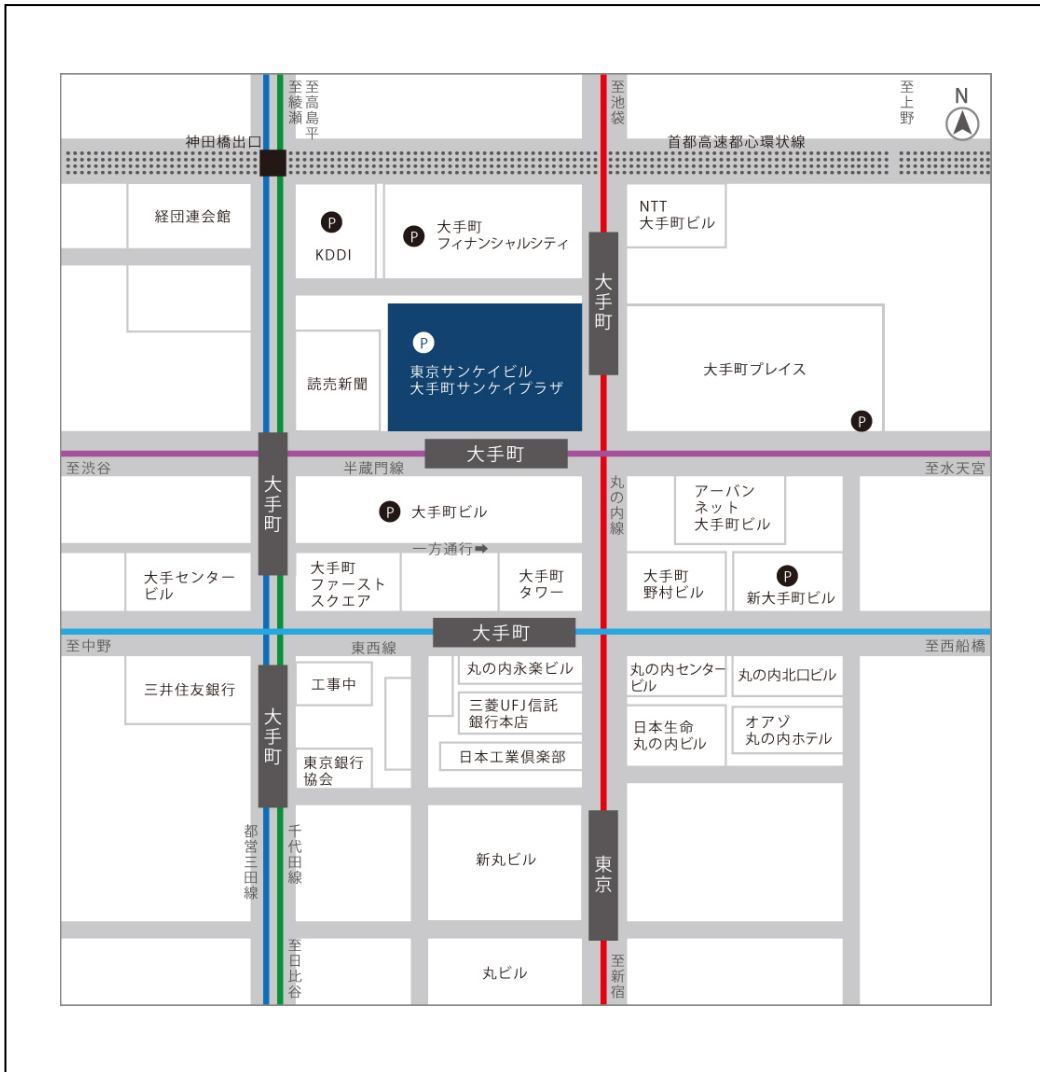 至綾瀬
至高島平
至池袋
至上野
N
神田橋出口
首都高速都心環状線
経団連会館
P
KDDI
P
大手町
フィナンシャルシティ
NTT
大手町ビル
大手町
読売新聞
P
東京サンケイビル
大手町サンケイプラザ
大手町プレイス
P
至渋谷
半蔵門線
大手町
至水天宮
大手町
P
大手町ビル
丸の内線
アーバン
ネット
大手町ビル
一方通行➡
大手センター
ビル
大手町
ファースト
スクエア
大手町
タワー
大手町
野村ビル
P
新大手町ビル
至中野
東西線
大手町
至西船橋
三井住友銀行
大手町
工事中
丸の内永楽ビル
丸の内センター
ビル
丸の内北口ビル
三菱UFJ信託
銀行本店
日本生命
丸の内ビル
オアゾ
丸の内ホテル
東京銀行
協会
日本工業倶楽部
都営三田線
千代田線
新丸ビル
東京
至日比谷
丸ビル
至新宿